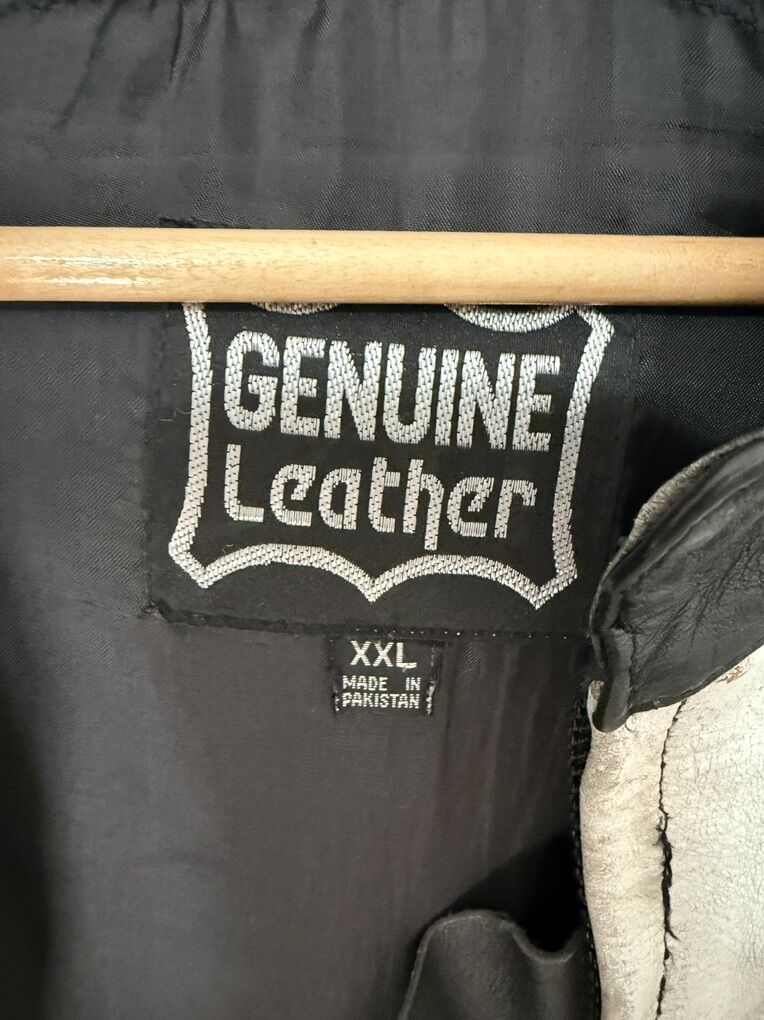 GENUINE
Leather
XXL
MADE IN
PAKISTAN